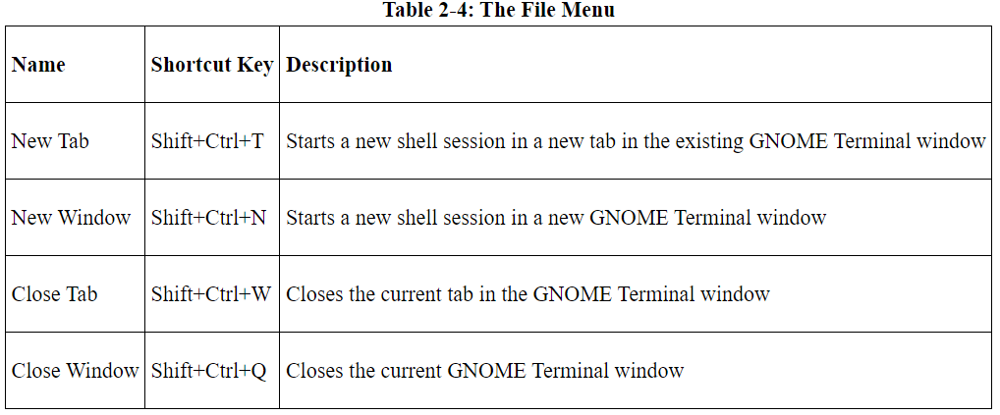 Table 2-4: The File Menu
Name Shortcut Key Description
New Tab Shift+Ctrl+T Starts a new shell session in a new tab in the existing GNOME Terminal window
New Window Shift+Ctrl+N Starts a new shell session in a new GNOME Terminal window
Close Tab Shift+Ctrl+W Closes the current tab in the GNOME Terminal window
Close Window Shift+Ctrl+Q Closes the current GNOME Terminal window